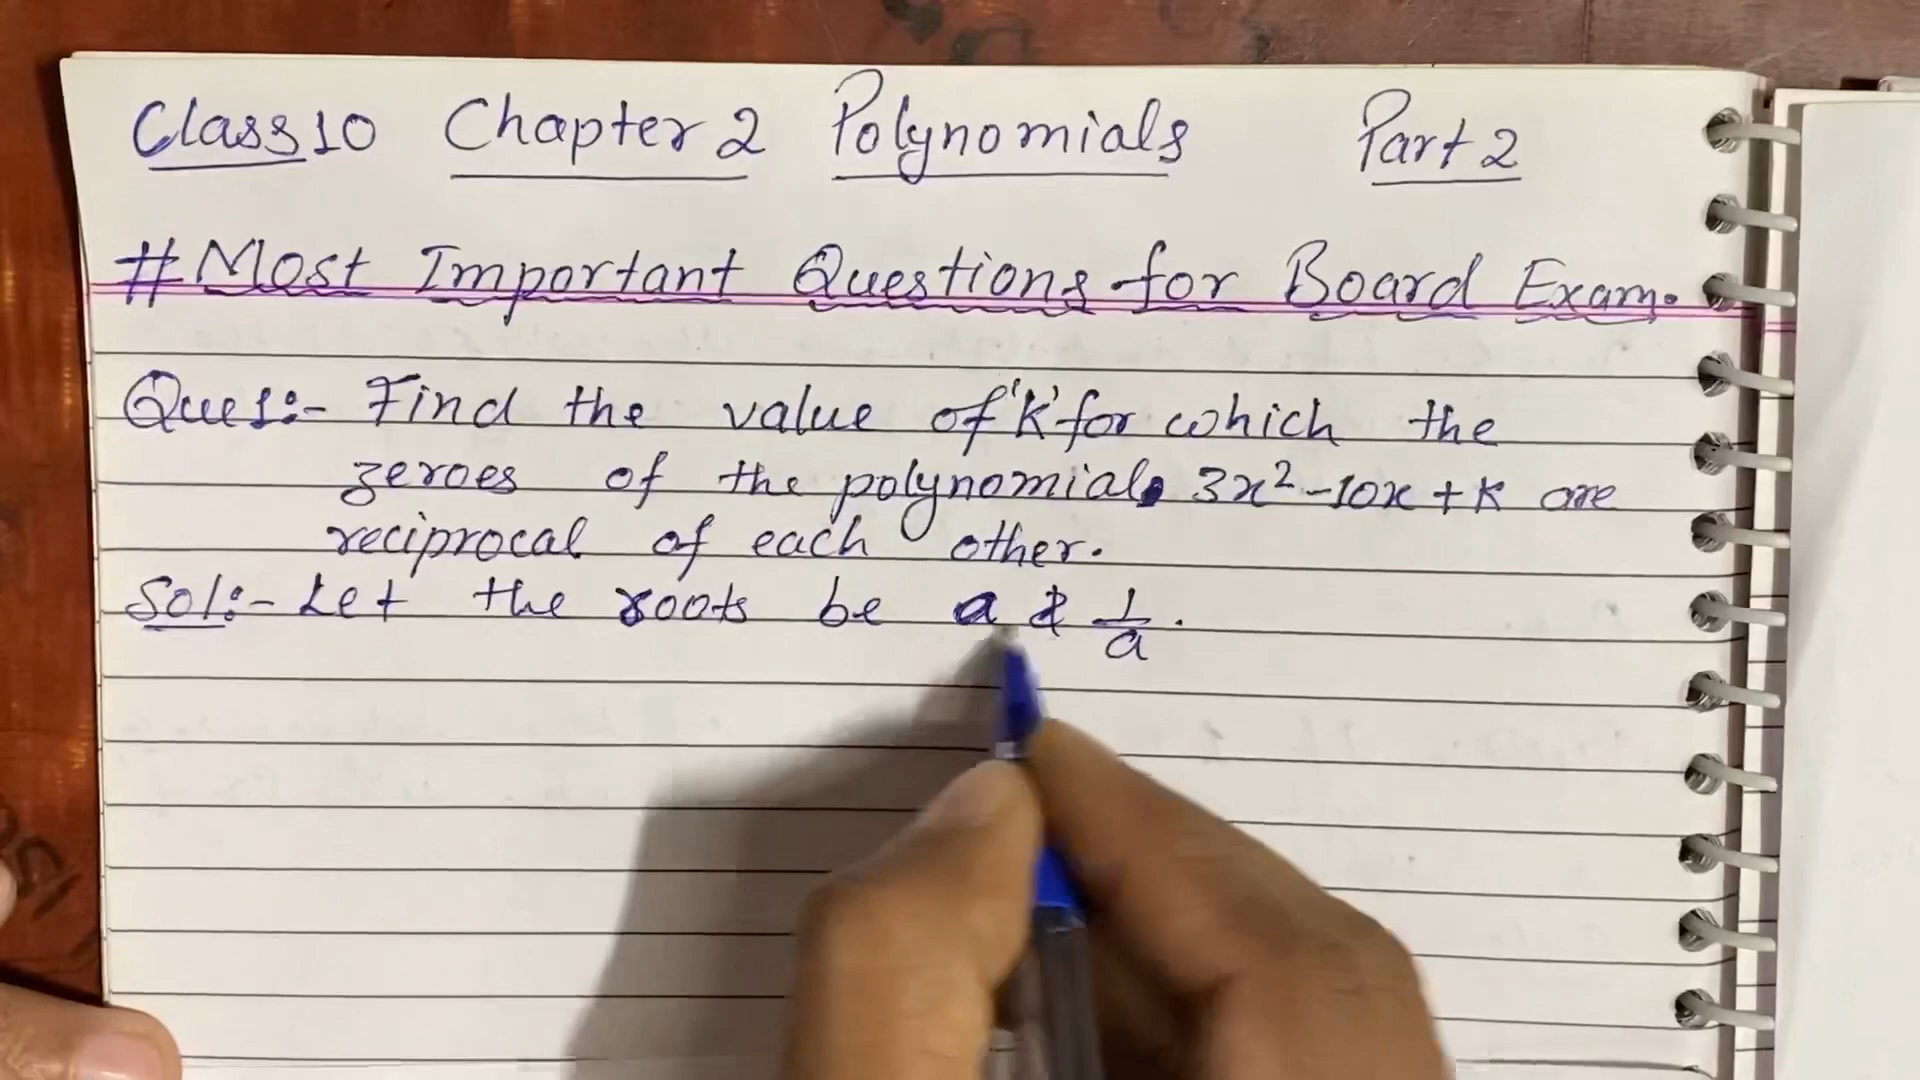 Class 10 Chapter 2 Polynomials Part 2
# Most Important Questions for Board Exam.
Ques1:- Find the value of 'K' for which the
zeroes of the polynomial 3x² - 10x + K are
reciprocal of each other.
Sol:- Let the roots be a & 1/a.